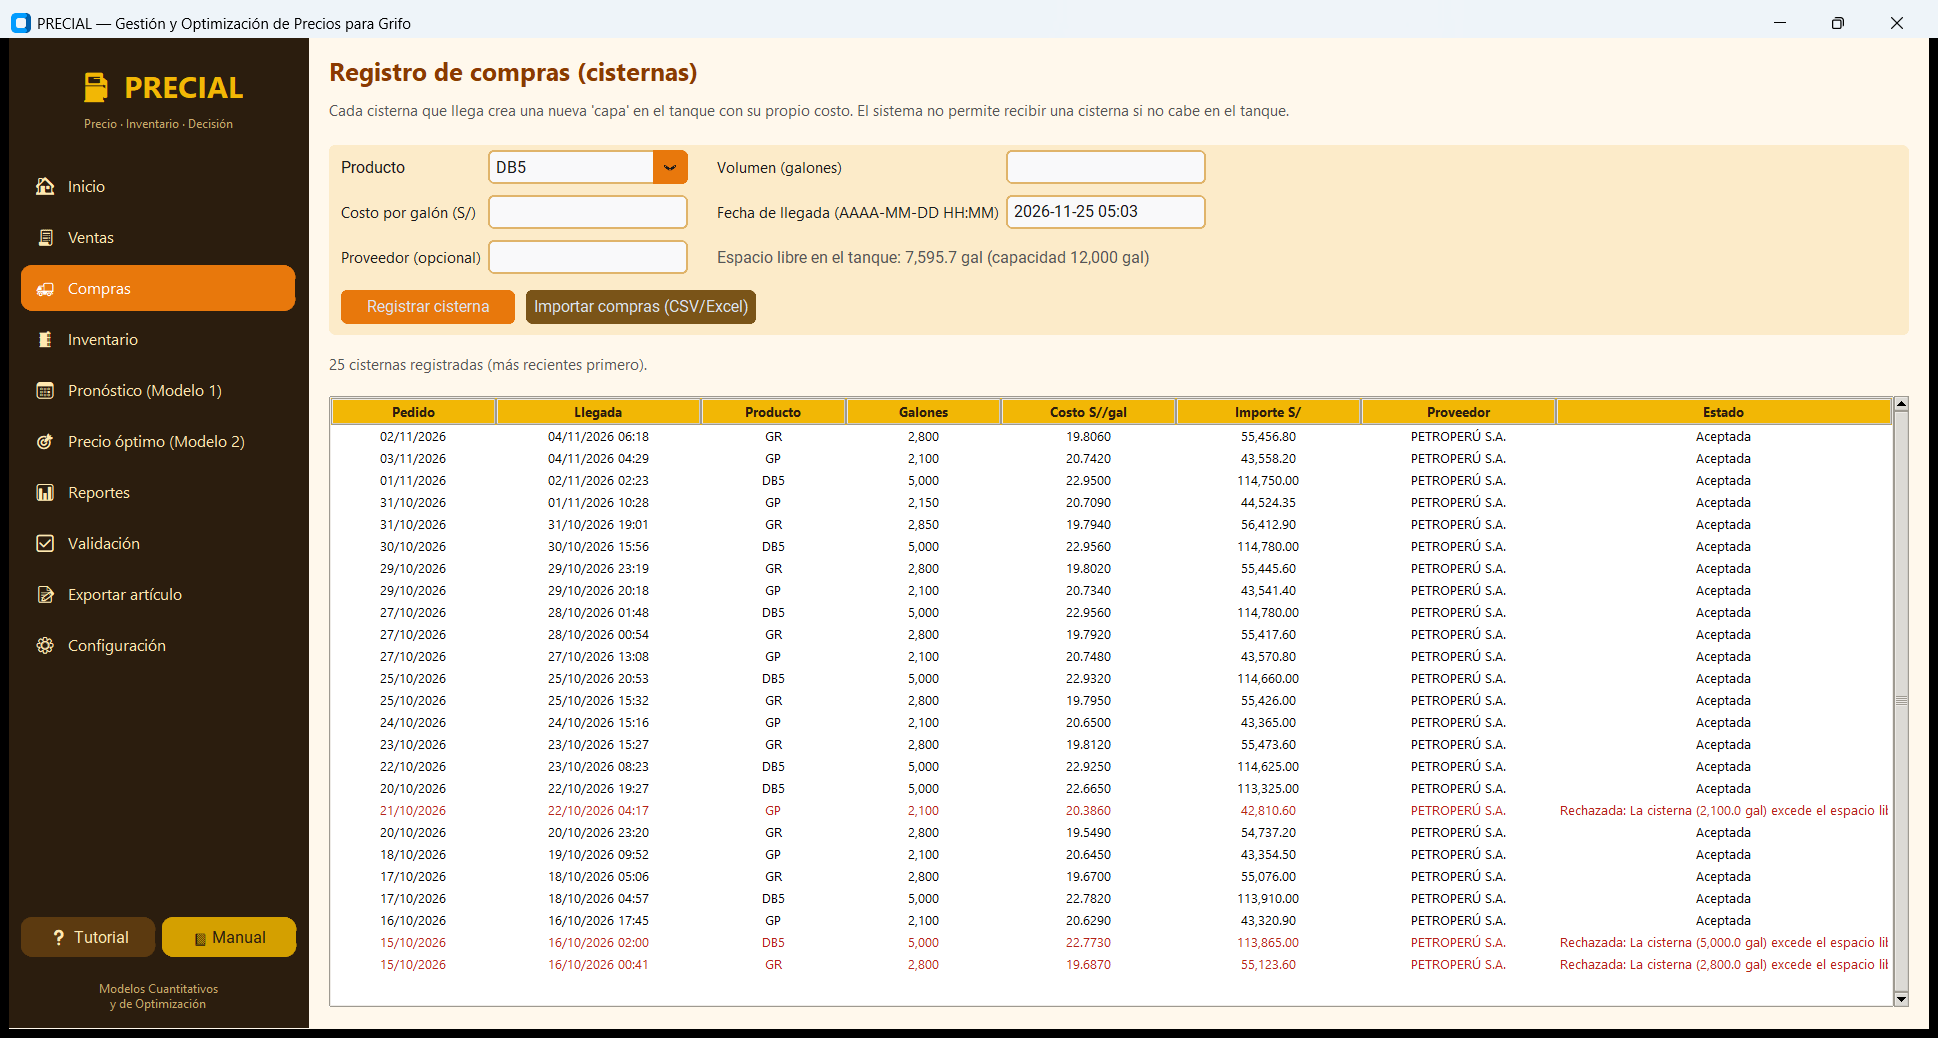 PRECIAL — Gestión y Optimización de Precios para Grifo
PRECIAL
Precio · Inventario · Decisión
Inicio
Ventas
Compras
Inventario
Pronóstico (Modelo 1)
Precio óptimo (Modelo 2)
Reportes
Validación
Exportar artículo
Configuración
? Tutorial
Manual
Modelos Cuantitativos
y de Optimización
Registro de compras (cisternas)
Cada cisterna que llega crea una nueva 'capa' en el tanque con su propio costo. El sistema no permite recibir una cisterna si no cabe en el tanque.
Producto DB5 Volumen (galones)
Costo por galón (S/) Fecha de llegada (AAAA-MM-DD HH:MM) 2026-11-25 05:03
Proveedor (opcional) Espacio libre en el tanque: 7,595.7 gal (capacidad 12,000 gal)
Registrar cisterna Importar compras (CSV/Excel)
25 cisternas registradas (más recientes primero).
Pedido Llegada Producto Galones Costo S//gal Importe S/ Proveedor Estado
02/11/2026 04/11/2026 06:18 GR 2,800 19.8060 55,456.80 PETROPERÚ S.A. Aceptada
03/11/2026 04/11/2026 04:29 GP 2,100 20.7420 43,558.20 PETROPERÚ S.A. Aceptada
01/11/2026 02/11/2026 02:23 DB5 5,000 22.9500 114,750.00 PETROPERÚ S.A. Aceptada
31/10/2026 01/11/2026 10:28 GP 2,150 20.7090 44,524.35 PETROPERÚ S.A. Aceptada
31/10/2026 31/10/2026 19:01 GR 2,850 19.7940 56,412.90 PETROPERÚ S.A. Aceptada
30/10/2026 30/10/2026 15:56 DB5 5,000 22.9560 114,780.00 PETROPERÚ S.A. Aceptada
29/10/2026 29/10/2026 23:19 GR 2,800 19.8020 55,445.60 PETROPERÚ S.A. Aceptada
29/10/2026 29/10/2026 20:18 GP 2,100 20.7340 43,541.40 PETROPERÚ S.A. Aceptada
27/10/2026 28/10/2026 01:48 DB5 5,000 22.9560 114,780.00 PETROPERÚ S.A. Aceptada
27/10/2026 28/10/2026 00:54 GR 2,800 19.7920 55,417.60 PETROPERÚ S.A. Aceptada
27/10/2026 27/10/2026 13:08 GP 2,100 20.7480 43,570.80 PETROPERÚ S.A. Aceptada
25/10/2026 25/10/2026 20:53 DB5 5,000 22.9320 114,660.00 PETROPERÚ S.A. Aceptada
25/10/2026 25/10/2026 15:32 GR 2,800 19.7950 55,426.00 PETROPERÚ S.A. Aceptada
24/10/2026 24/10/2026 15:16 GP 2,100 20.6500 43,365.00 PETROPERÚ S.A. Aceptada
23/10/2026 23/10/2026 15:27 GR 2,800 19.8120 55,473.60 PETROPERÚ S.A. Aceptada
22/10/2026 23/10/2026 08:23 DB5 5,000 22.9250 114,625.00 PETROPERÚ S.A. Aceptada
20/10/2026 22/10/2026 19:27 DB5 5,000 22.6650 113,325.00 PETROPERÚ S.A. Aceptada
21/10/2026 22/10/2026 04:17 GP 2,100 20.3860 42,810.60 PETROPERÚ S.A. Rechazada: La cisterna (2,100.0 gal) excede el espacio lil
20/10/2026 20/10/2026 23:20 GR 2,800 19.5490 54,737.20 PETROPERÚ S.A. Aceptada
18/10/2026 19/10/2026 09:52 GP 2,100 20.6450 43,354.50 PETROPERÚ S.A. Aceptada
17/10/2026 18/10/2026 05:06 GR 2,800 19.6700 55,076.00 PETROPERÚ S.A. Aceptada
17/10/2026 18/10/2026 04:57 DB5 5,000 22.7820 113,910.00 PETROPERÚ S.A. Aceptada
16/10/2026 16/10/2026 17:45 GP 2,100 20.6290 43,320.90 PETROPERÚ S.A. Aceptada
15/10/2026 16/10/2026 02:00 DB5 5,000 22.7730 113,865.00 PETROPERÚ S.A. Rechazada: La cisterna (5,000.0 gal) excede el espacio lil
15/10/2026 16/10/2026 00:41 GR 2,800 19.6870 55,123.60 PETROPERÚ S.A. Rechazada: La cisterna (2,800.0 gal) excede el espacio lil